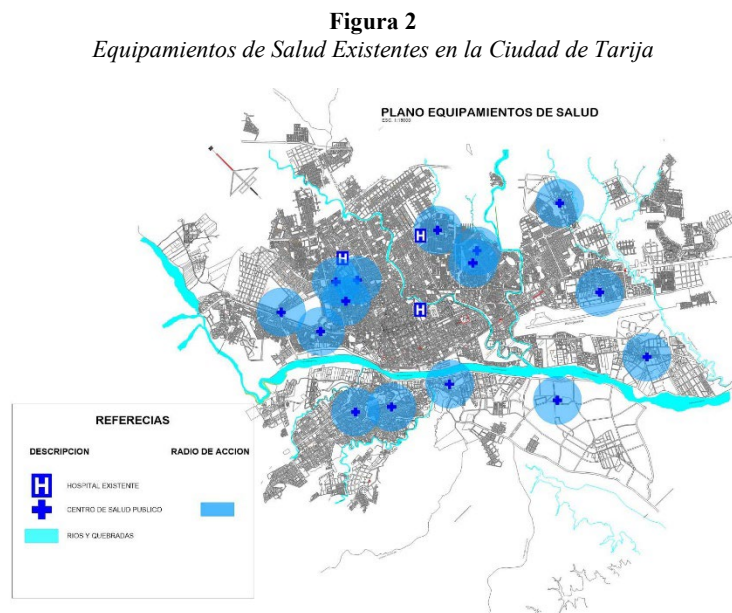 Figura 2
Equipamientos de Salud Existentes en la Ciudad de Tarija
PLANO EQUIPAMIENTOS DE SALUD
H
H
H
REFERECIAS
DESCRIPCION RADIO DE ACCION
H HOSPITAL EXISTENTE
CENTRO DE SALUD PUBLICO
RIOS Y QUEBRADAS